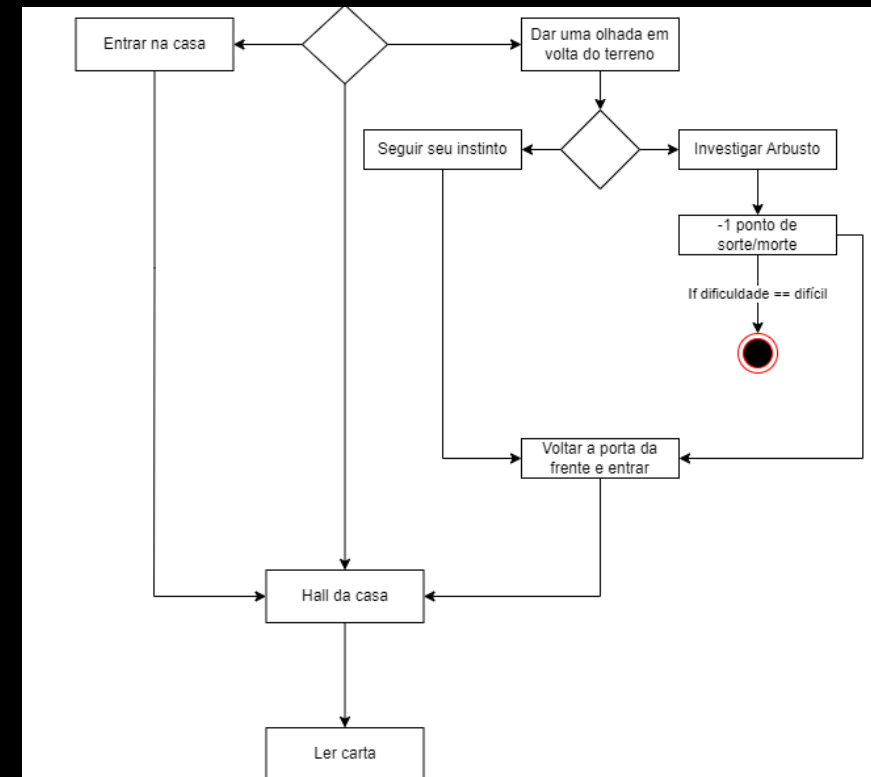 Entrar na casa
Dar uma olhada em
volta do terreno
Seguir seu instinto
Investigar Arbusto
-1 ponto de
sorte/morte
If dificuldade == difícil
Voltar a porta da
frente e entrar
Hall da casa
Ler carta